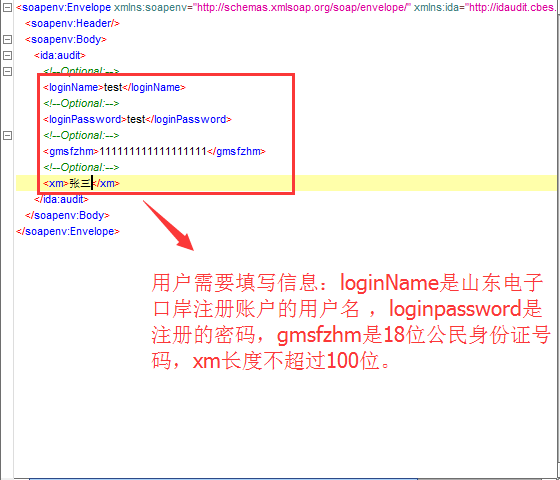 <soapenv:Envelope xmlns:soapenv="http://schemas.xmlsoap.org/soap/envelope/" xmlns:ida="http://idaudit.cbes.
<soapenv:Header/>
<soapenv:Body>
<ida:audit>
<!--Optional:-->
<loginName>test</loginName>
<!--Optional:-->
<loginPassword>test</loginPassword>
<!--Optional:-->
<gmsfzhm>111111111111111111</gmsfzhm>
<!--Optional:-->
<xm>张三</xm>
</ida:audit>
</soapenv:Body>
</soapenv:Envelope>
用户需要填写信息：loginName是山东电子
口岸注册账户的用户名 ，loginpassword是
注册的密码，gmsfzhm是18位公民身份证号
码，xm长度不超过100位。